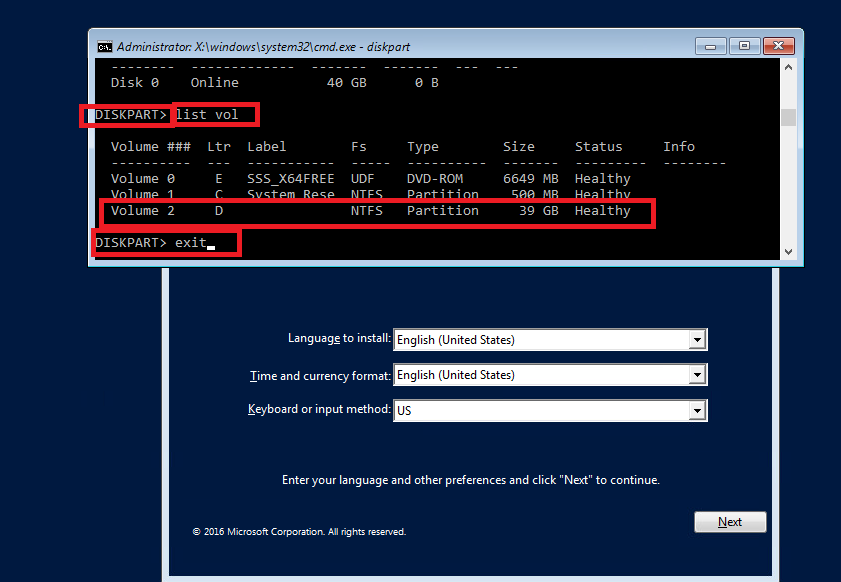 Administrator: X:\windows\system32\cmd.exe - diskpart
-------- ------------- ------- ------- --- ---
Disk 0 Online 40 GB 0 B
DISKPART> list vol
Volume ### Ltr Label Fs Type Size Status Info
---------- --- ----------- ----- ---------- ------- --------- --------
Volume 0 E SSS_X64FREE UDF DVD-ROM 6649 MB Healthy
Volume 1 C System Rese NTFS Partition 500 MB Healthy
Volume 2 D NTFS Partition 39 GB Healthy
DISKPART> exit
Language to install: English (United States)
Time and currency format: English (United States)
Keyboard or input method: US
Enter your language and other preferences and click "Next" to continue.
Next
© 2016 Microsoft Corporation. All rights reserved.